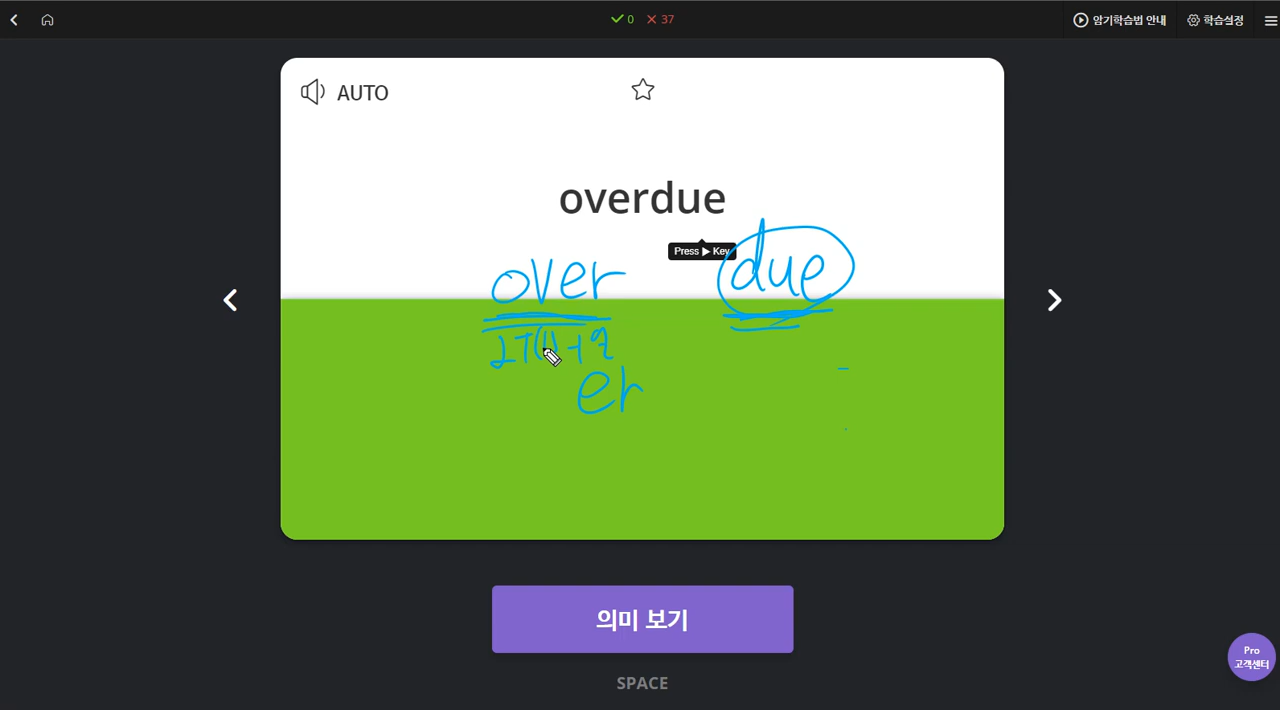 0 37 암기학습법 안내 학습설정
AUTO
overdue
Press ▶ Key
over due
er
의미 보기
SPACE
Pro
고객센터